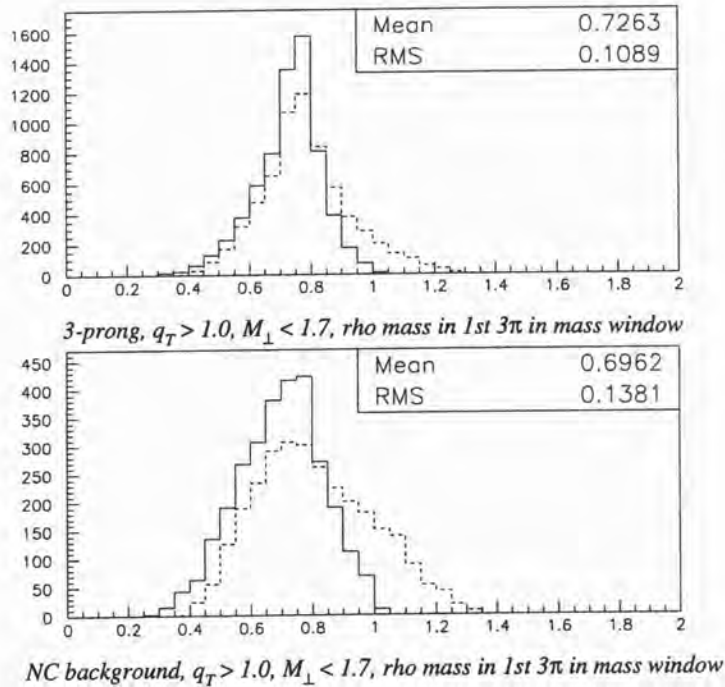 Mean 0.7263
RMS 0.1089
1600
1400
1200
1000
800
600
400
200
0
0 0.2 0.4 0.6 0.8 1 1.2 1.4 1.6 1.8 2
3-prong, q_T > 1.0, M_⊥ < 1.7, rho mass in 1st 3π in mass window
Mean 0.6962
RMS 0.1381
450
400
350
300
250
200
150
100
50
0
0 0.2 0.4 0.6 0.8 1 1.2 1.4 1.6 1.8 2
NC background, q_T > 1.0, M_⊥ < 1.7, rho mass in 1st 3π in mass window